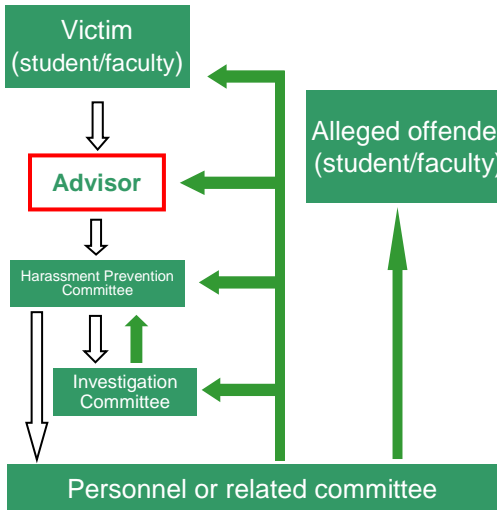 Victim
(student/faculty)
Alleged offende
(student/faculty)
Advisor
Harassment Prevention
Committee
Investigation
Committee
Personnel or related committee